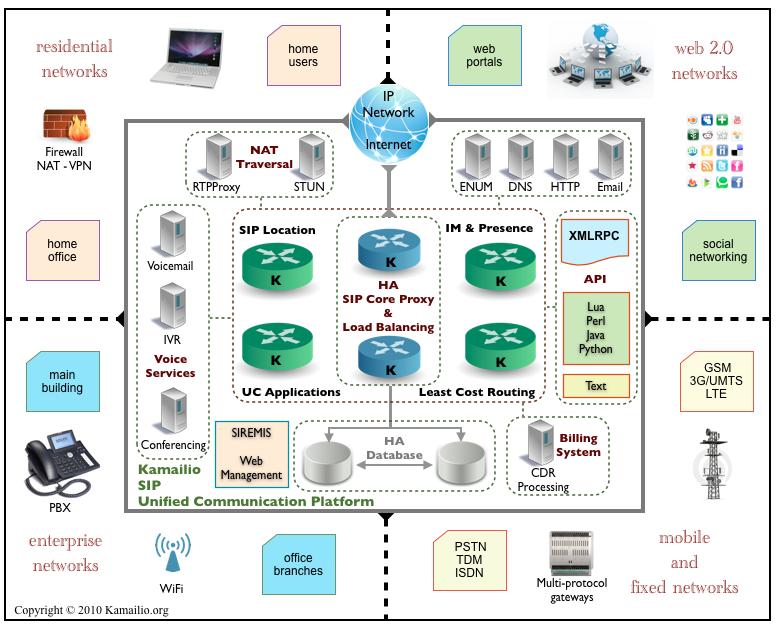 residential
networks
home
users
web
portals
web 2.0
networks
IP
Network
Internet
Firewall
NAT - VPN
NAT
Traversal
RTPProxy
STUN
ENUM
DNS
HTTP
Email
home
office
social
networking
Voicemail
IVR
Voice
Services
Conferencing
SIP Location
K
K
HA
SIP Core Proxy
&
Load Balancing
K
IM & Presence
K
XMLRPC
API
Lua
Perl
Java
Python
Text
K
UC Applications
K
Least Cost Routing
main
building
GSM
3G/UMTS
LTE
SIREMIS
Web
Management
HA
Database
Billing
System
CDR
Processing
Kamailio
SIP
Unified Communication Platform
PBX
enterprise
networks
WiFi
office
branches
PSTN
TDM
ISDN
Multi-protocol
gateways
mobile
and
fixed networks
Copyright © 2010 Kamailio.org